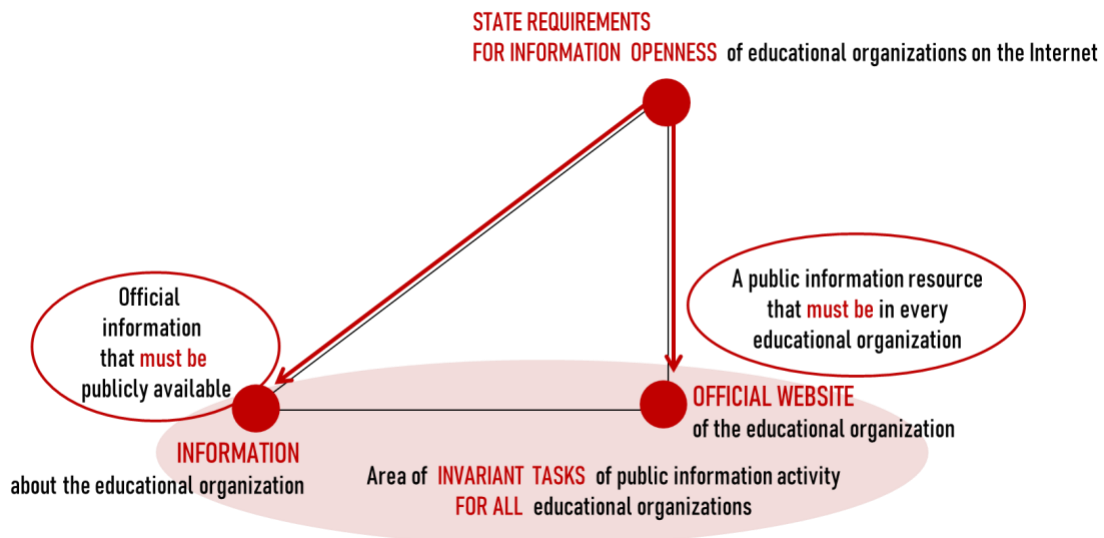 STATE REQUIREMENTS
FOR INFORMATION OPENNESS of educational organizations on the Internet
Official
information
that must be
publicly available
A public information resource
that must be in every
educational organization
OFFICIAL WEBSITE
of the educational organization
INFORMATION
about the educational organization
Area of INVARIANT TASKS of public information activity
FOR ALL educational organizations